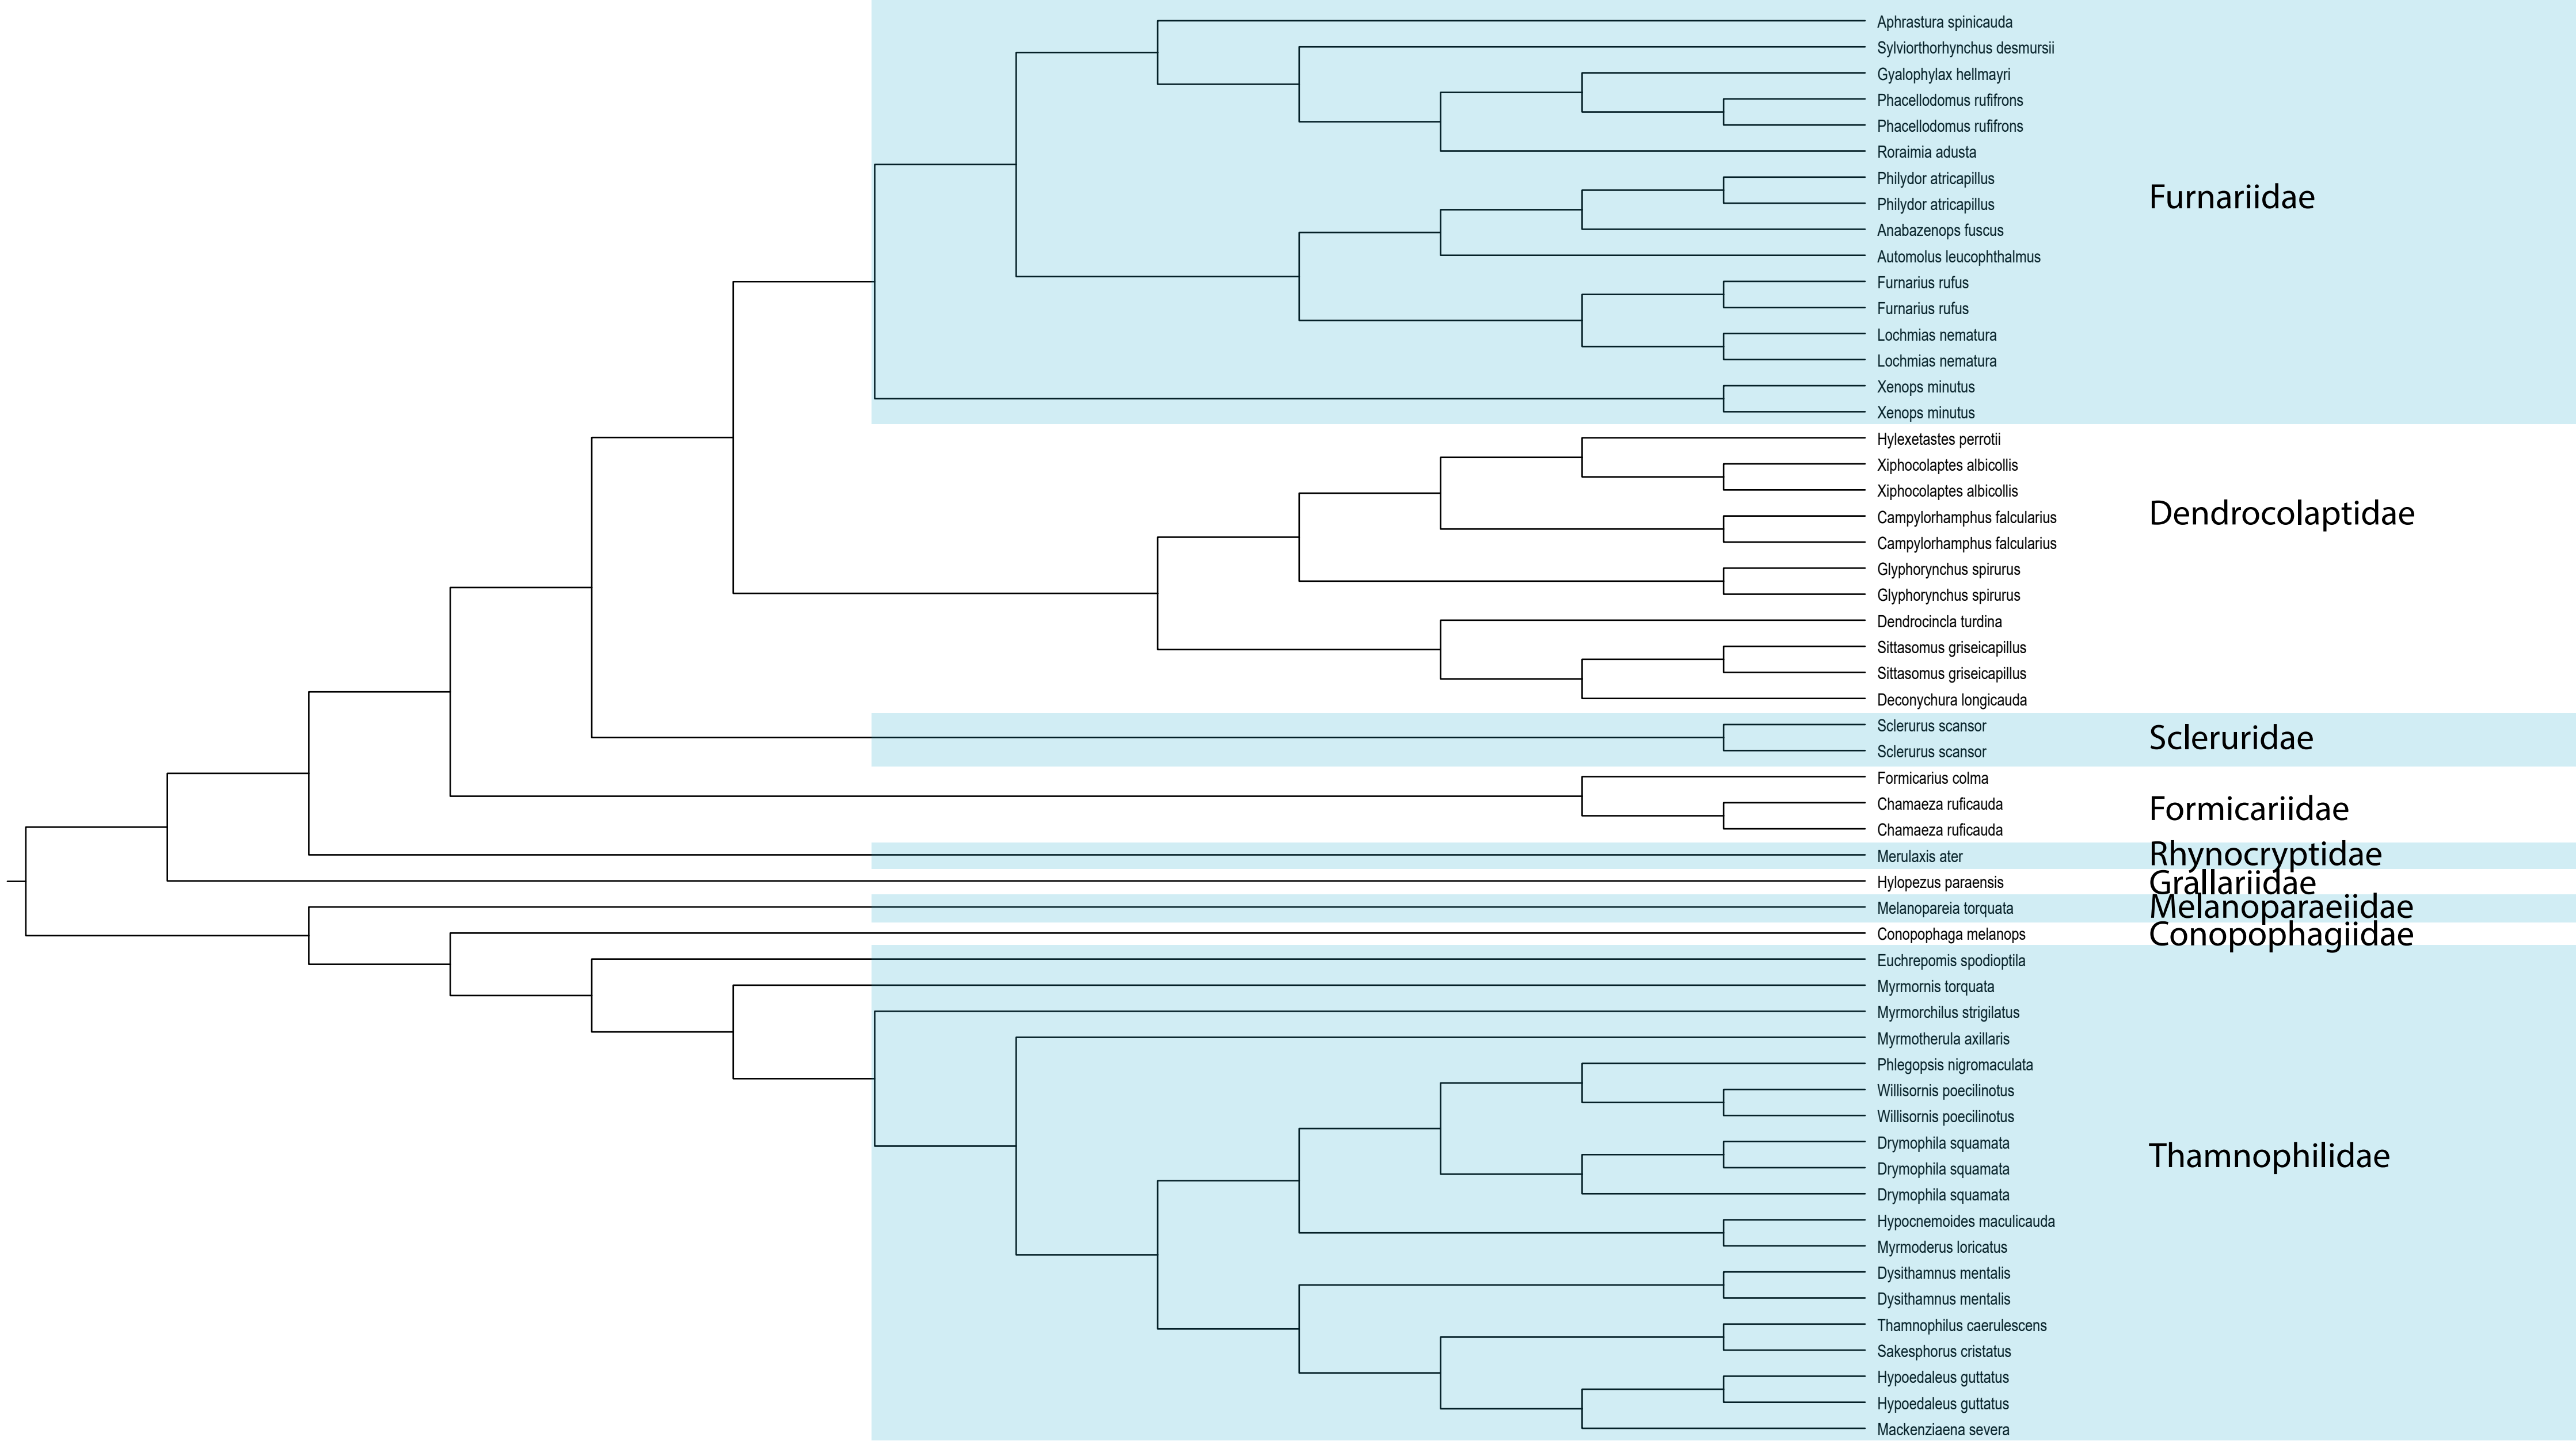 Aphrastura spinicauda
Sylviorthorhynchus desmursii
Gyalophylax hellmayri
Phacellodomus rufifrons
Phacellodomus rufifrons
Roraimia adusta
Philydor atricapillus
Furnariidae
Philydor atricapillus
Anabazenops fuscus
Automolus leucophthalmus
Furnarius rufus
Furnarius rufus
Lochmias nematura
Lochmias nematura
Xenops minutus
Xenops minutus
Hylexetastes perrotii
Xiphocolaptes albicollis
Xiphocolaptes albicollis
Campylorhamphus falcularius
Dendrocolaptidae
Campylorhamphus falcularius
Glyphorynchus spirurus
Glyphorynchus spirurus
Dendrocincla turdina
Sittasomus griseicapillus
Sittasomus griseicapillus
Deconychura longicauda
Sclerurus scansor
Scleruridae
Sclerurus scansor
Formicarius colma
Chamaeza ruficauda
Formicariidae
Chamaeza ruficauda
Merulaxis ater
Rhynocryptidae
Hylopezus paraensis
Grallariidae
Melanopareia torquata
Melanoparaeiidae
Conopophaga melanops
Conopophagiidae
Euchrepomis spodioptila
Myrmornis torquata
Myrmorchilus strigilatus
Myrmotherula axillaris
Phlegopsis nigromaculata
Willisornis poecilinotus
Willisornis poecilinotus
Drymophila squamata
Thamnophilidae
Drymophila squamata
Drymophila squamata
Hypocnemoides maculicauda
Myrmoderus loricatus
Dysithamnus mentalis
Dysithamnus mentalis
Thamnophilus caerulescens
Sakesphorus cristatus
Hypoedaleus guttatus
Hypoedaleus guttatus
Mackenziaena severa